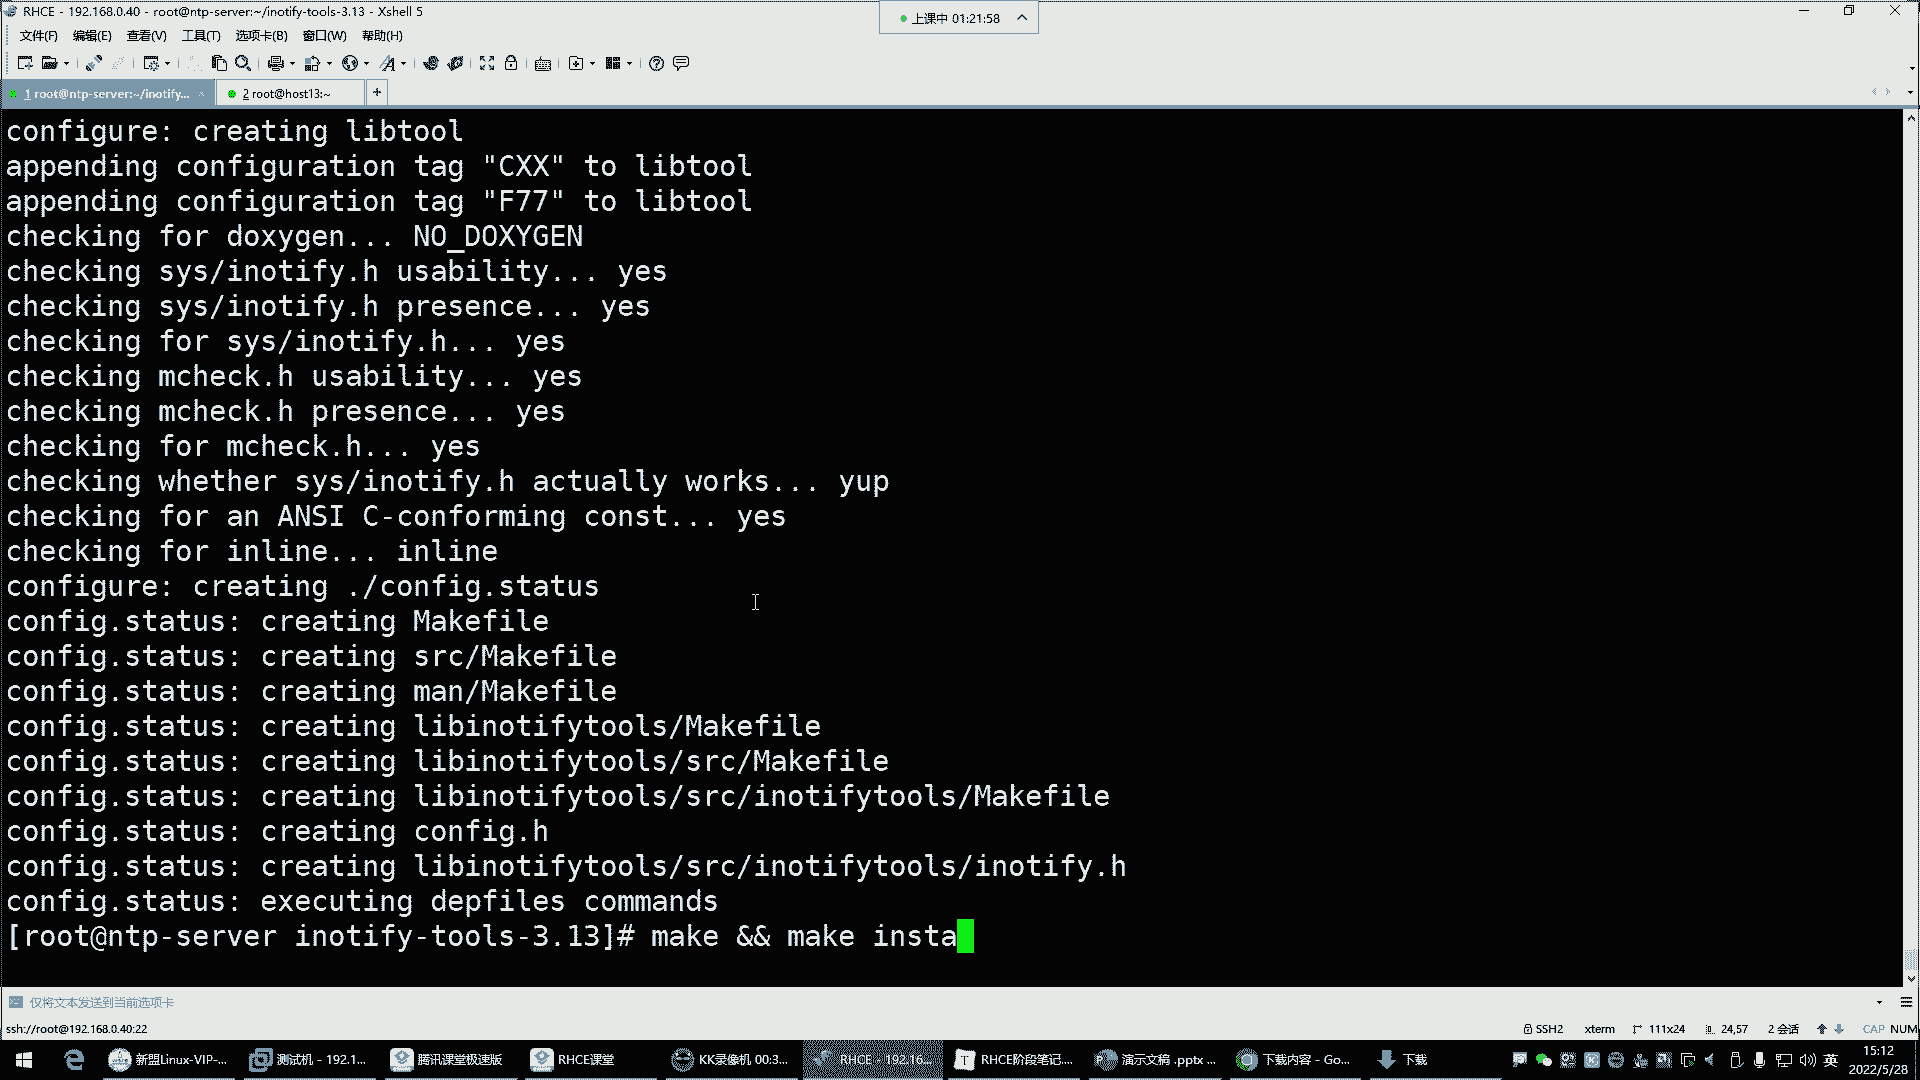 RHCE - 192.168.0.40 - root@ntp-server:~/inotify-tools-3.13 - Xshell 5
上课中 01:21:58
文件(F) 编辑(E) 查看(V) 工具(T) 选项卡(B) 窗口(W) 帮助(H)
1 root@ntp-server:~/inotify... 2 root@host13:~
configure: creating libtool
appending configuration tag "CXX" to libtool
appending configuration tag "F77" to libtool
checking for doxygen... NO_DOXYGEN
checking sys/inotify.h usability... yes
checking sys/inotify.h presence... yes
checking for sys/inotify.h... yes
checking mcheck.h usability... yes
checking mcheck.h presence... yes
checking for mcheck.h... yes
checking whether sys/inotify.h actually works... yup
checking for an ANSI C-conforming const... yes
checking for inline... inline
configure: creating ./config.status
config.status: creating Makefile
config.status: creating src/Makefile
config.status: creating man/Makefile
config.status: creating libinotifytools/Makefile
config.status: creating libinotifytools/src/Makefile
config.status: creating libinotifytools/src/inotifytools/Makefile
config.status: creating config.h
config.status: creating libinotifytools/src/inotifytools/inotify.h
config.status: executing depfiles commands
[root@ntp-server inotify-tools-3.13]# make && make insta
仅将文本发送到当前选项卡
ssh://root@192.168.0.40:22 SSH2 xterm 111x24 24,57 2 会话 CAP NUM
新盟Linux-VIP-... 测试机 - 192.1... 腾讯课堂极速版 RHCE课堂 KK录像机 00:3... RHCE - 192.16... RHCE阶段笔记.... 演示文稿 .pptx ... 下载内容 - Go... 下载 英 15:12
2022/5/28